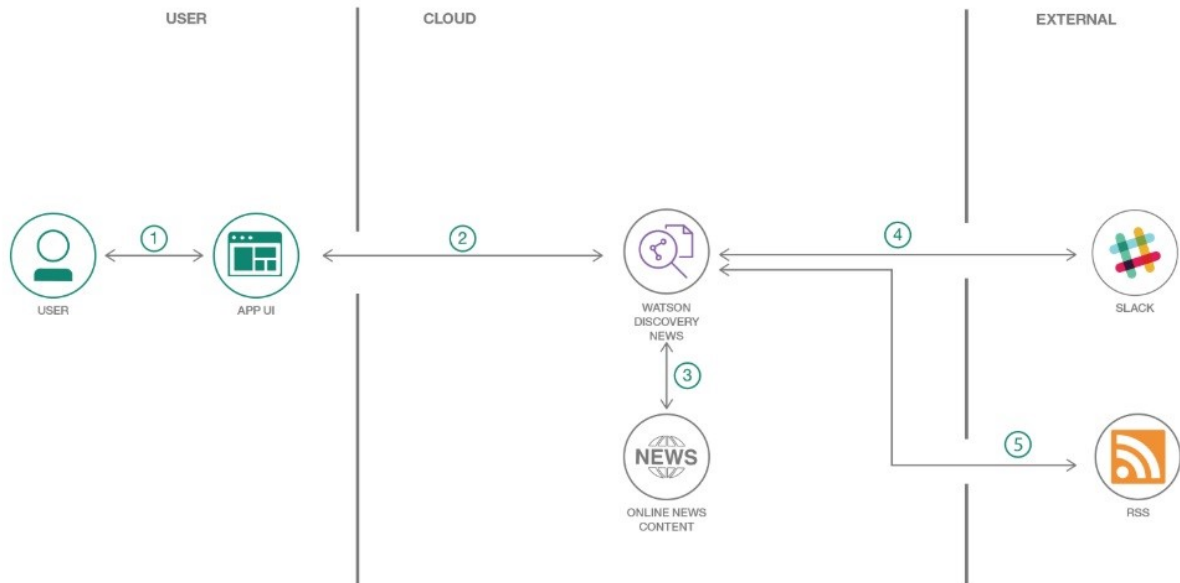 USER
CLOUD
EXTERNAL
1
2
4
USER
APP UI
WATSON
DISCOVERY
NEWS
SLACK
3
NEWS
ONLINE NEWS
CONTENT
5
RSS